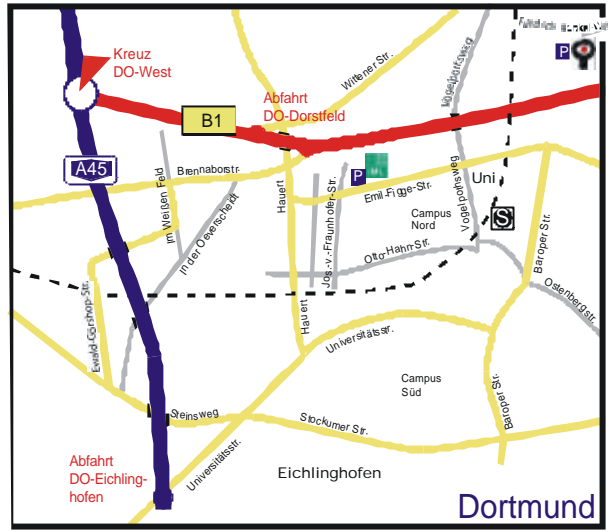 Kreuz
DO-West
Wittener Str.
Vogelpothsweg
P
Abfahrt
DO-Dorstfeld
B1
A45
Brennaborstr.
Im Weißen Feld
In der Oeverscheidt
Hauert
P
Emil-Figge-Str.
Uni
Vogelpothsweg
Campus
Nord
S
Jos.-v.-Fraunhofer-Str.
Otto-Hahn-Str.
Baroper Str.
Ostenbergstr.
Ewald-Görshop-Str.
Hauert
Universitätsstr.
Campus
Süd
Baroper Str.
Steinsweg
Stockumer Str.
Universitätsstr.
Abfahrt
DO-Eichling-
hofen
Eichlinghofen
Dortmund